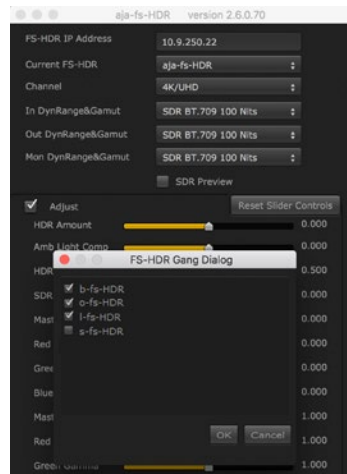 aja-fs-HDR version 2.6.0.70
FS-HDR IP Address 10.9.250.22
Current FS-HDR aja-fs-HDR
Channel 4K/UHD
In DynRange&Gamut SDR BT.709 100 Nits
Out DynRange&Gamut SDR BT.709 100 Nits
Mon DynRange&Gamut SDR BT.709 100 Nits
SDR Preview
Adjust Reset Slider Controls
HDR Amount 0.000
Amb Light Comp 0.000
FS-HDR Gang Dialog
HDR 0.500
b-fs-HDR
SDR o-fs-HDR 0.000
Mast l-fs-HDR 0.000
s-fs-HDR
Red 0.000
Gree 0.000
Blue 0.000
Mast 1.000
Red OK Cancel 1.000
Green Gamma 1.000